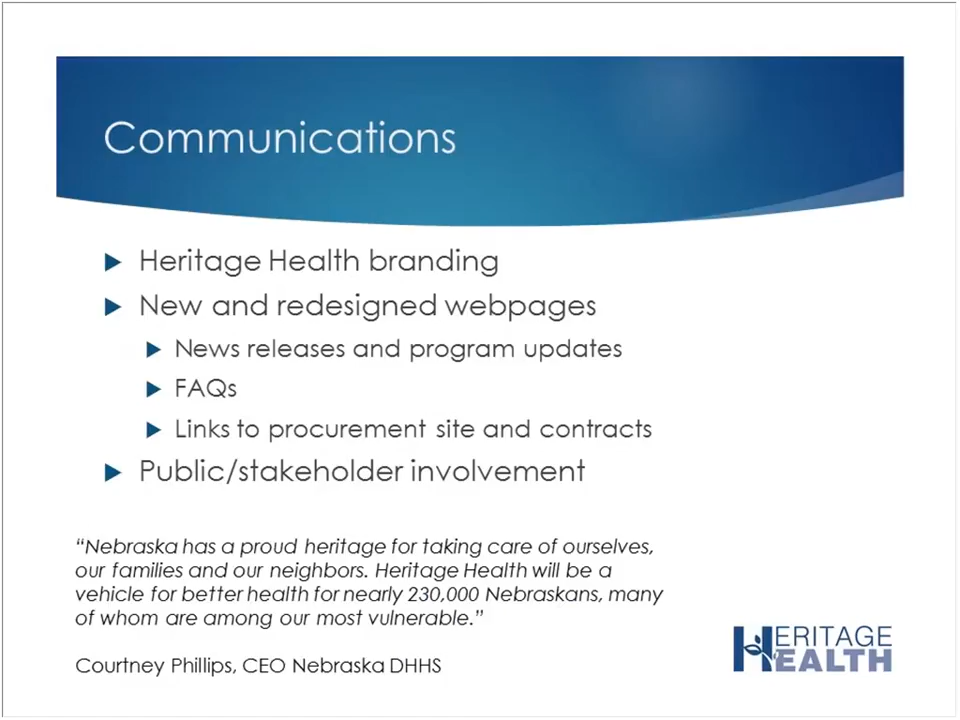 Communications
Heritage Health branding
New and redesigned webpages
News releases and program updates
FAQs
Links to procurement site and contracts
Public/stakeholder involvement
“Nebraska has a proud heritage for taking care of ourselves,
our families and our neighbors. Heritage Health will be a
vehicle for better health for nearly 230,000 Nebraskans, many
of whom are among our most vulnerable.”
Courtney Phillips, CEO Nebraska DHHS
HERITAGE
HEALTH